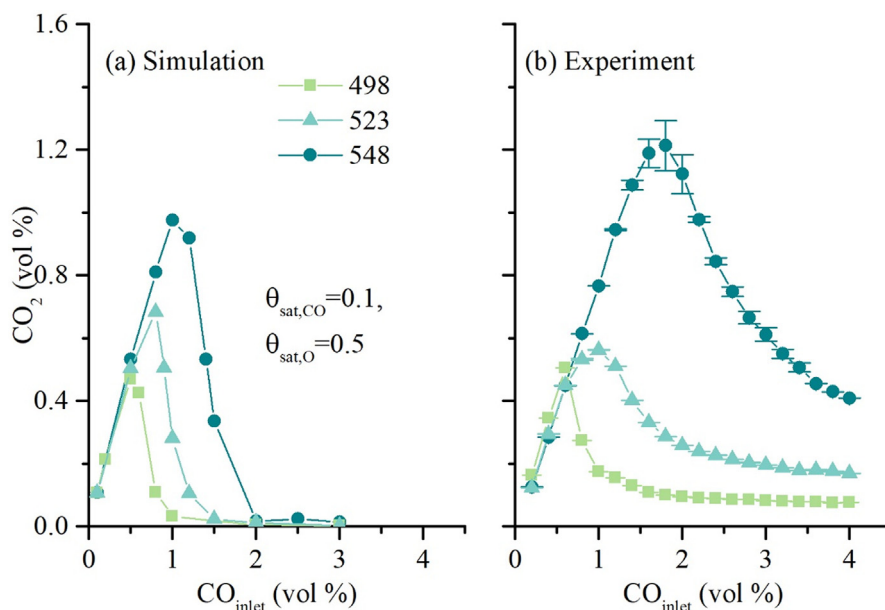 1.6
(a) Simulation
(b) Experiment
498
523
548
1.2
0.8
CO₂ (vol %)
θsat,CO=0.1,
θsat,O=0.5
0.4
0.0
0 1 2 3 4
0 1 2 3 4
COinlet (vol %)
COinlet (vol %)